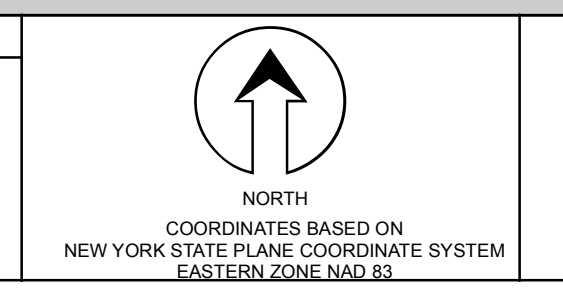 NORTH
COORDINATES BASED ON
NEW YORK STATE PLANE COORDINATE SYSTEM
EASTERN ZONE NAD 83